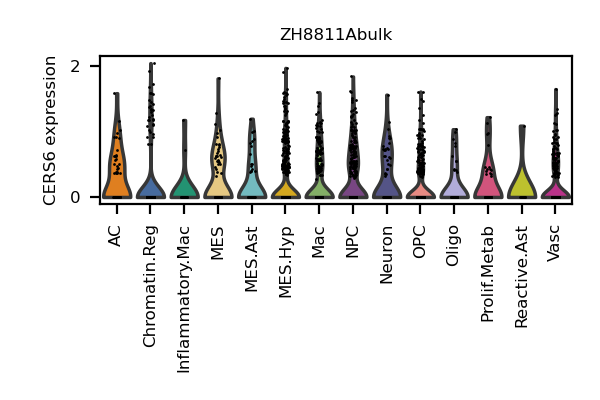 ZH8811Abulk
CERS6 expression
2
0
AC
Chromatin.Reg
Inflammatory.Mac
MES
MES.Ast
MES.Hyp
Mac
NPC
Neuron
OPC
Oligo
Prolif.Metab
Reactive.Ast
Vasc